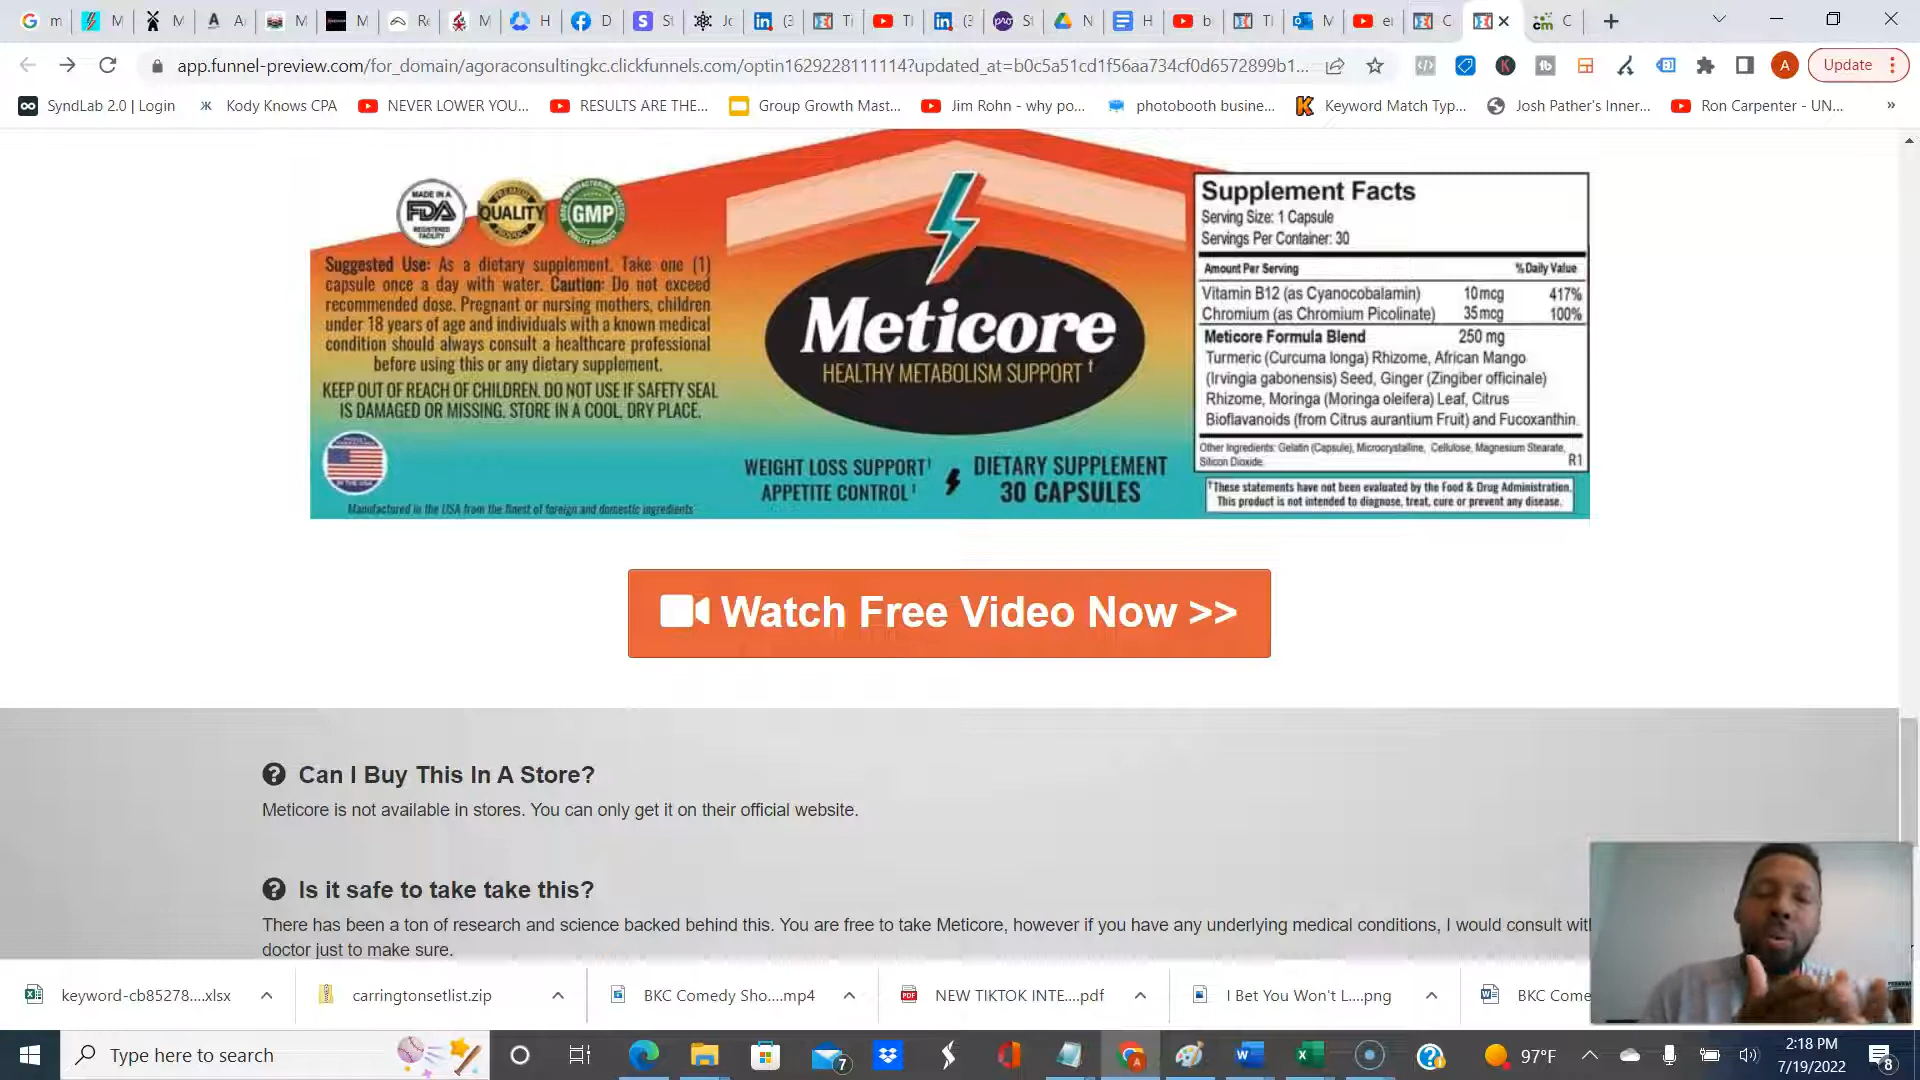 m
M
M
A
M
M
Re
M
H
D
St
Jo
(3
Ti
Tl
(3
St
N
H
b
Tl
M
el
C
C
app.funnel-preview.com/for_domain/agoraconsultingkc.clickfunnels.com/optin1629228111114?updated_at=b0c5a51cd1f56aa734cf0d6572899b1...
Update
SyndLab 2.0 | Login
Kody Knows CPA
NEVER LOWER YOU...
RESULTS ARE THE...
Group Growth Mast...
Jim Rohn - why po...
photobooth busine...
Keyword Match Typ...
Josh Pather's Inner...
Ron Carpenter - UN...
»
MADE IN A
FDA
REGISTERED
FACILITY
QUALITY
GMP
Suggested Use: As a dietary supplement. Take one (1)
capsule once a day with water. Caution: Do not exceed
recommended dose. Pregnant or nursing mothers, children
under 18 years of age and individuals with a known medical
condition should always consult a healthcare professional
before using this or any dietary supplement.
KEEP OUT OF REACH OF CHILDREN. DO NOT USE IF SAFETY SEAL
IS DAMAGED OR MISSING. STORE IN A COOL, DRY PLACE.
Manufactured in the USA from the finest of foreign and domestic ingredients
Meticore
HEALTHY METABOLISM SUPPORT †
WEIGHT LOSS SUPPORT†
APPETITE CONTROL†
DIETARY SUPPLEMENT
30 CAPSULES
Supplement Facts
Serving Size: 1 Capsule
Servings Per Container: 30
Amount Per Serving %Daily Value
Vitamin B12 (as Cyanocobalamin) 10mcg 417%
Chromium (as Chromium Picolinate) 35mcg 100%
Meticore Formula Blend 250 mg
Turmeric (Curcuma longa) Rhizome, African Mango
(Irvingia gabonensis) Seed, Ginger (Zingiber officinale)
Rhizome, Moringa (Moringa oleifera) Leaf, Citrus
Bioflavanoids (from Citrus aurantium Fruit) and Fucoxanthin.
Other Ingredients: Gelatin (Capsule), Microcrystalline, Cellulose, Magnesium Stearate,
Silicon Dioxide. R1
†These statements have not been evaluated by the Food & Drug Administration.
This product is not intended to diagnose, treat, cure or prevent any disease.
Watch Free Video Now >>
Can I Buy This In A Store?
Meticore is not available in stores. You can only get it on their official website.
Is it safe to take take this?
There has been a ton of research and science backed behind this. You are free to take Meticore, however if you have any underlying medical conditions, I would consult
doctor just to make sure.
keyword-cb85278....xlsx
carringtonsetlist.zip
BKC Comedy Sho....mp4
NEW TIKTOK INTE....pdf
I Bet You Won't L....png
BKC Come
Type here to search
7
97°F
2:18 PM
7/19/2022
8